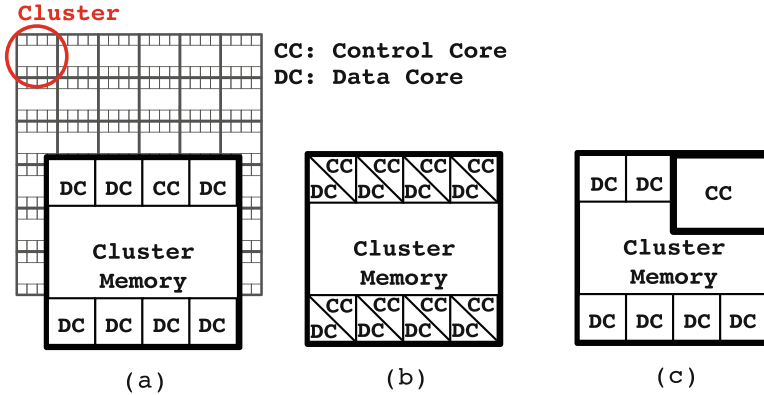 Cluster
CC: Control Core
DC: Data Core
DC DC CC DC
Cluster
Memory
DC DC DC DC
(a)
CC CC CC CC
DC DC DC DC
Cluster
Memory
CC CC CC CC
DC DC DC DC
(b)
DC DC CC
Cluster
Memory
DC DC DC DC
(c)